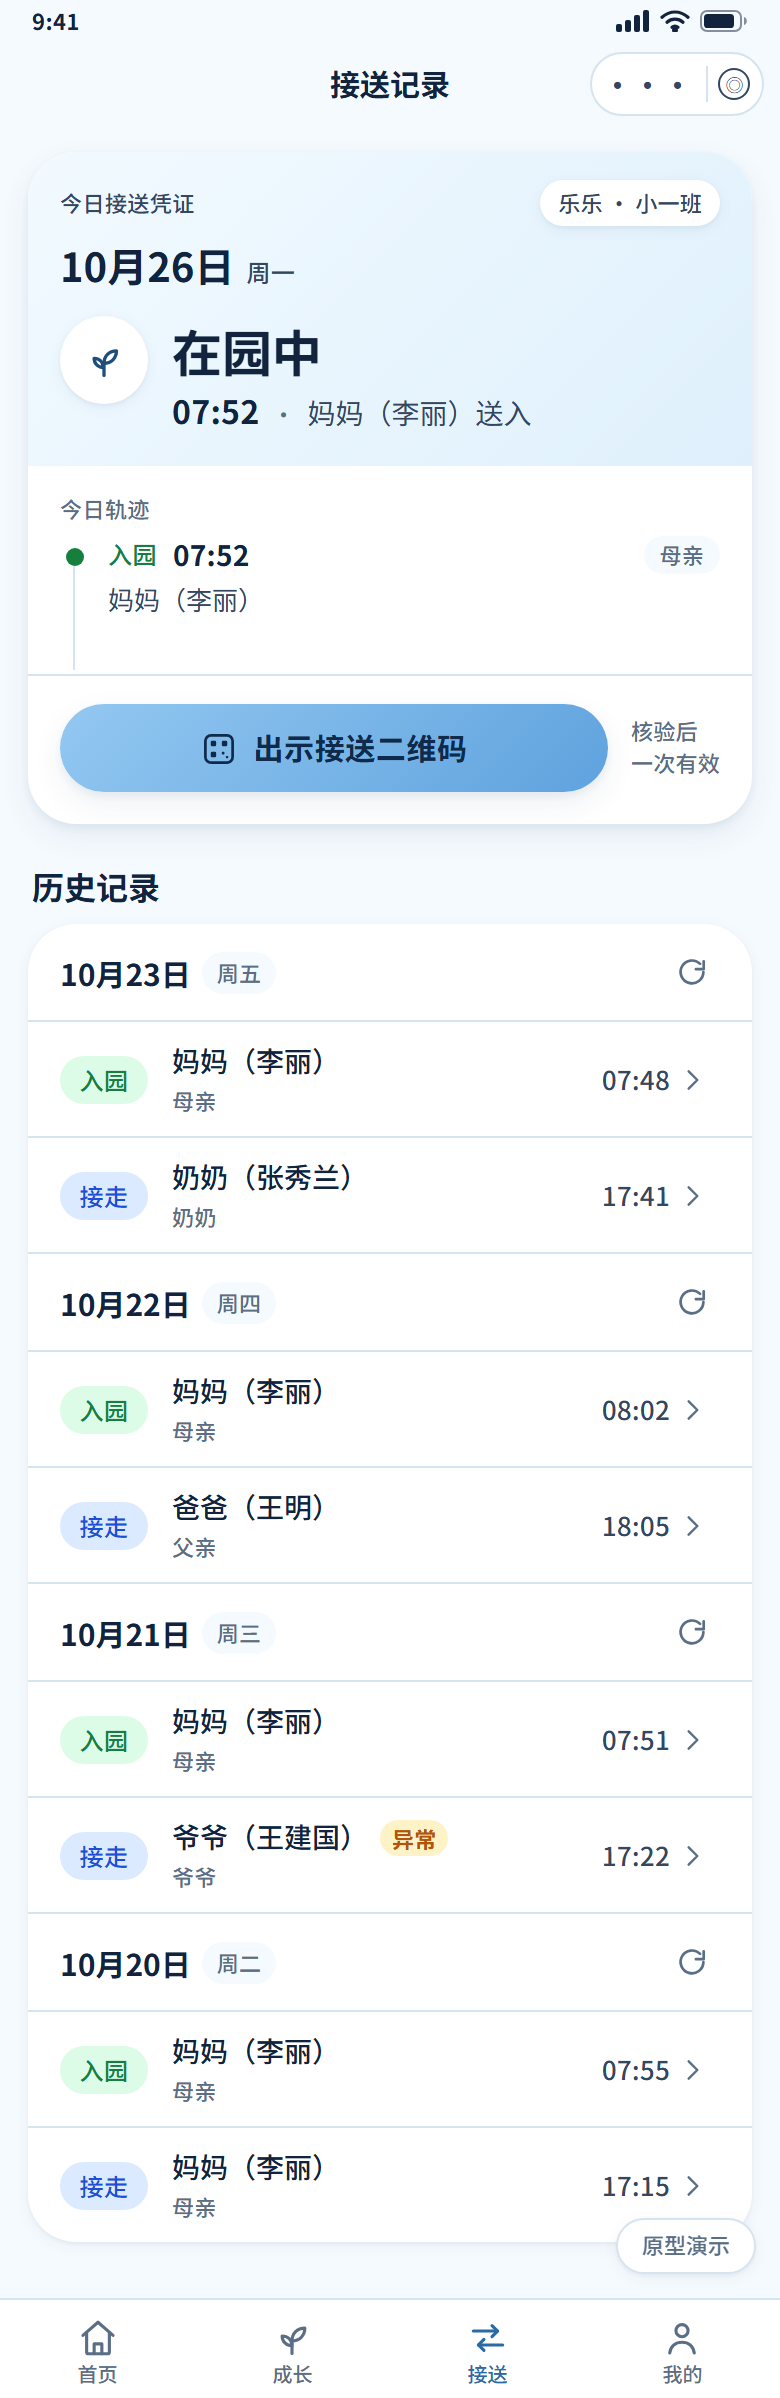 9:41
接送记录
今日接送凭证
乐乐 · 小一班
10月26日 周一
在园中
07:52 · 妈妈（李丽）送入
今日轨迹
入园 07:52 母亲
妈妈（李丽）
出示接送二维码
核验后
一次有效
历史记录
10月23日 周五
入园 妈妈（李丽） 07:48
母亲
接走 奶奶（张秀兰） 17:41
奶奶
10月22日 周四
入园 妈妈（李丽） 08:02
母亲
接走 爸爸（王明） 18:05
父亲
10月21日 周三
入园 妈妈（李丽） 07:51
母亲
接走 爷爷（王建国） 异常 17:22
爷爷
10月20日 周二
入园 妈妈（李丽） 07:55
母亲
接走 妈妈（李丽） 17:15
母亲
原型演示
首页 成长 接送 我的